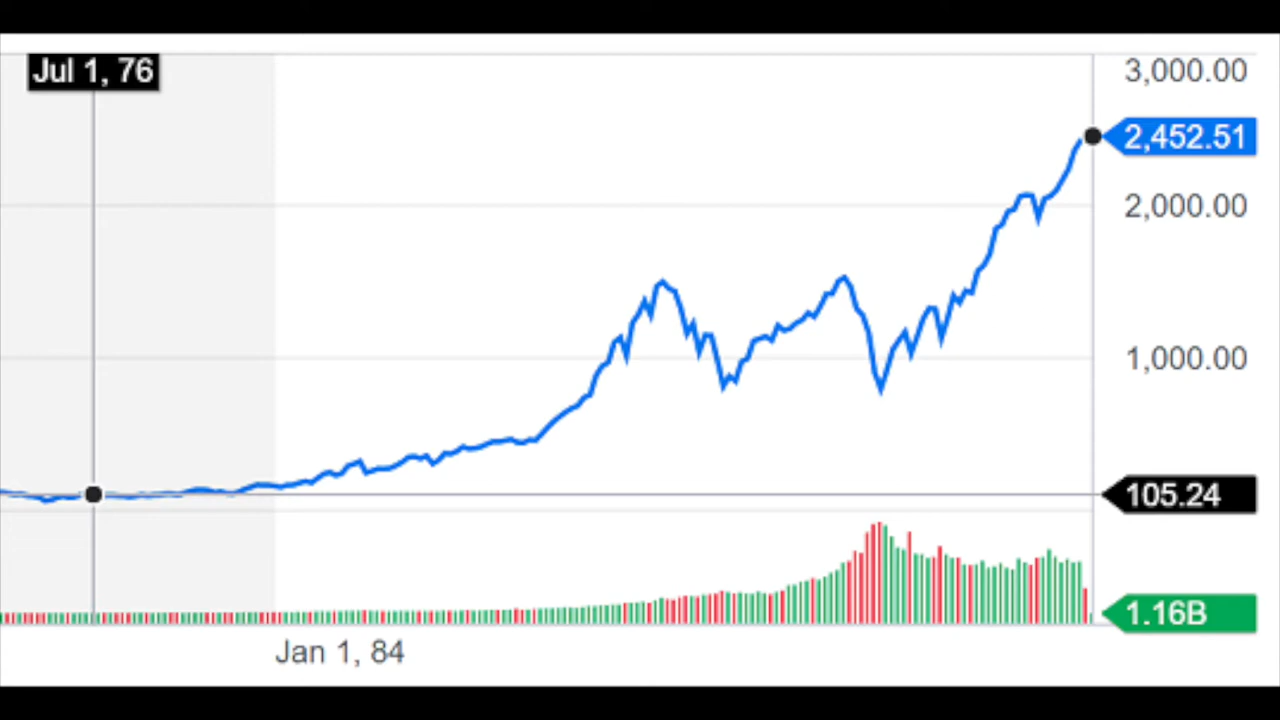 Jul 1, 76
3,000.00
2,452.51
2,000.00
1,000.00
105.24
1.16B
Jan 1, 84